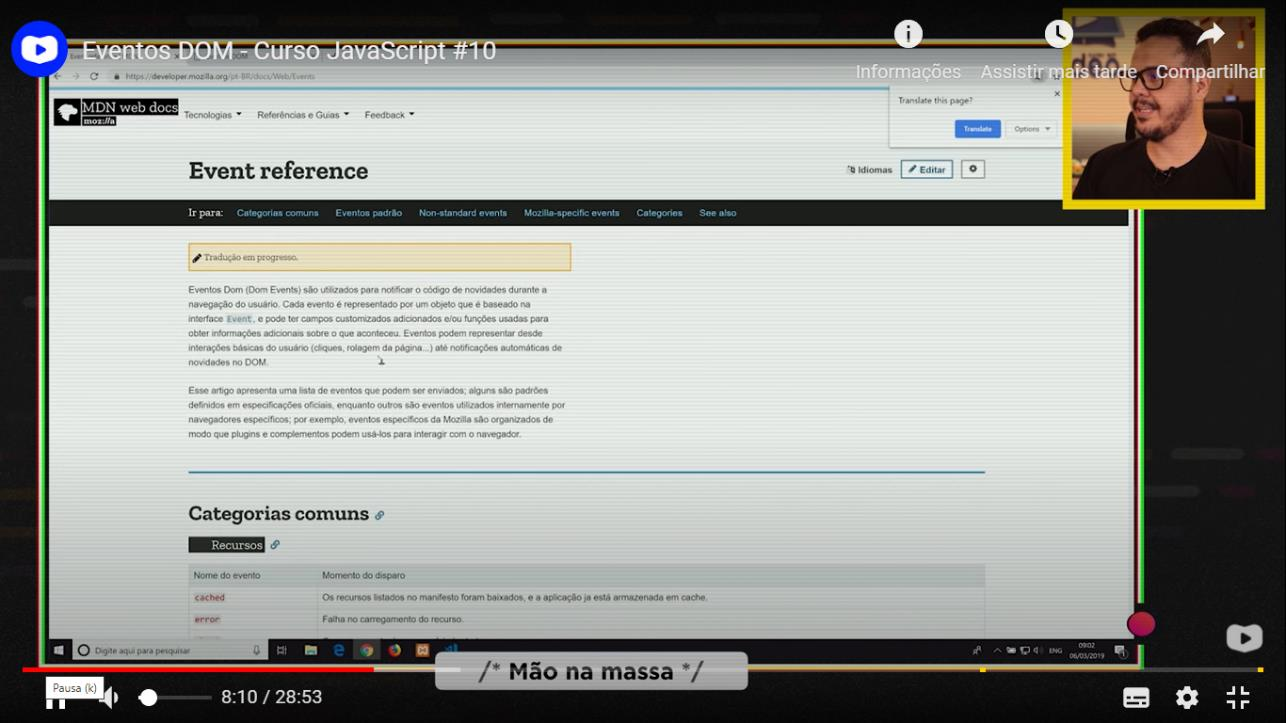 Eventos DOM - Curso JavaScript #10
Informações
Assistir mais tarde
Compartilhar
https://developer.mozilla.org/pt-BR/docs/Web/Events
MDN web docs
moz://a
Tecnologias
Referências e Guias
Feedback
Translate this page?
Translate
Options
Event reference
Idiomas
Editar
Ir para:
Categorias comuns
Eventos padrão
Non-standard events
Mozilla-specific events
Categories
See also
Tradução em progresso.
Eventos Dom (Dom Events) são utilizados para notificar o código de novidades durante a
navegação do usuário. Cada evento é representado por um objeto que é baseado na
interface Event, e pode ter campos customizados adicionados e/ou funções usadas para
obter informações adicionais sobre o que aconteceu. Eventos podem representar desde
interações básicas do usuário (cliques, rolagem da página...) até notificações automáticas de
novidades no DOM.
Esse artigo apresenta uma lista de eventos que podem ser enviados; alguns são padrões
definidos em especificações oficiais, enquanto outros são eventos utilizados internamente por
navegadores específicos; por exemplo, eventos específicos da Mozilla são organizados de
modo que plugins e complementos podem usá-los para interagir com o navegador.
Categorias comuns
Recursos
Nome do evento
Momento do disparo
cached
Os recursos listados no manifesto foram baixados, e a aplicação ja está armazenada em cache.
error
Falha no carregamento do recurso.
Digite aqui para pesquisar
ENG
09:02
06/03/2019
/* Mão na massa */
Pausa (k)
8:10 / 28:53